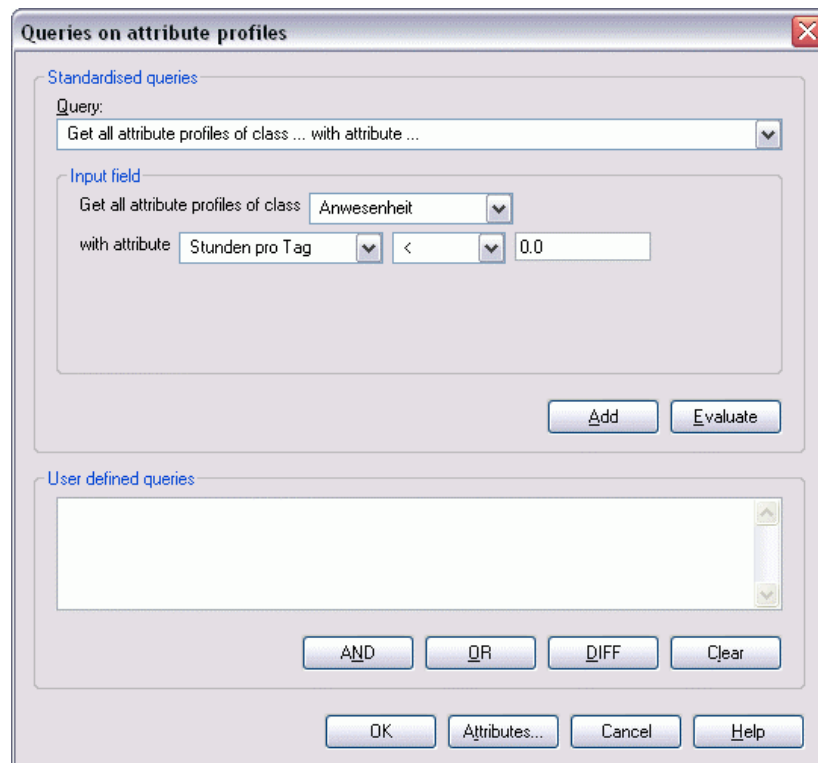 Queries on attribute profiles
Standardised queries
Query:
Get all attribute profiles of class ... with attribute ...
Input field
Get all attribute profiles of class Anwesenheit
with attribute Stunden pro Tag < 0.0
Add Evaluate
User defined queries
AND OR DIFF Clear
OK Attributes... Cancel Help